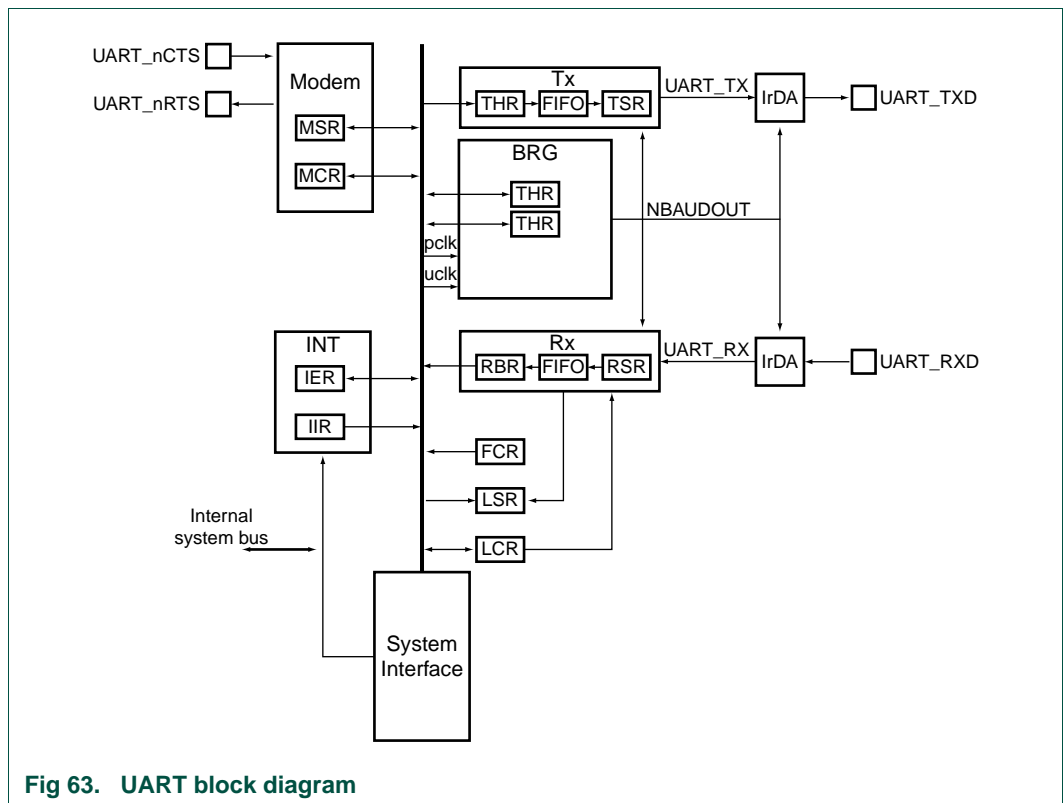 UART_nCTS
UART_nRTS
Modem
MSR
MCR
Tx
THR
FIFO
TSR
UART_TX
IrDA
UART_TXD
BRG
THR
THR
pclk
uclk
NBAUDOUT
INT
IER
IIR
Rx
RBR
FIFO
RSR
UART_RX
IrDA
UART_RXD
FCR
LSR
LCR
Internal
system bus
System
Interface
Fig 63. UART block diagram